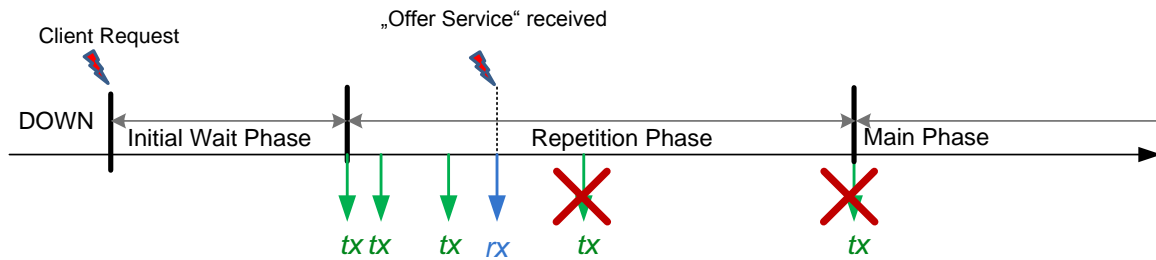 „Offer Service“ received
Client Request
DOWN
Initial Wait Phase
Repetition Phase
Main Phase
tx
tx
tx
rx
tx
tx